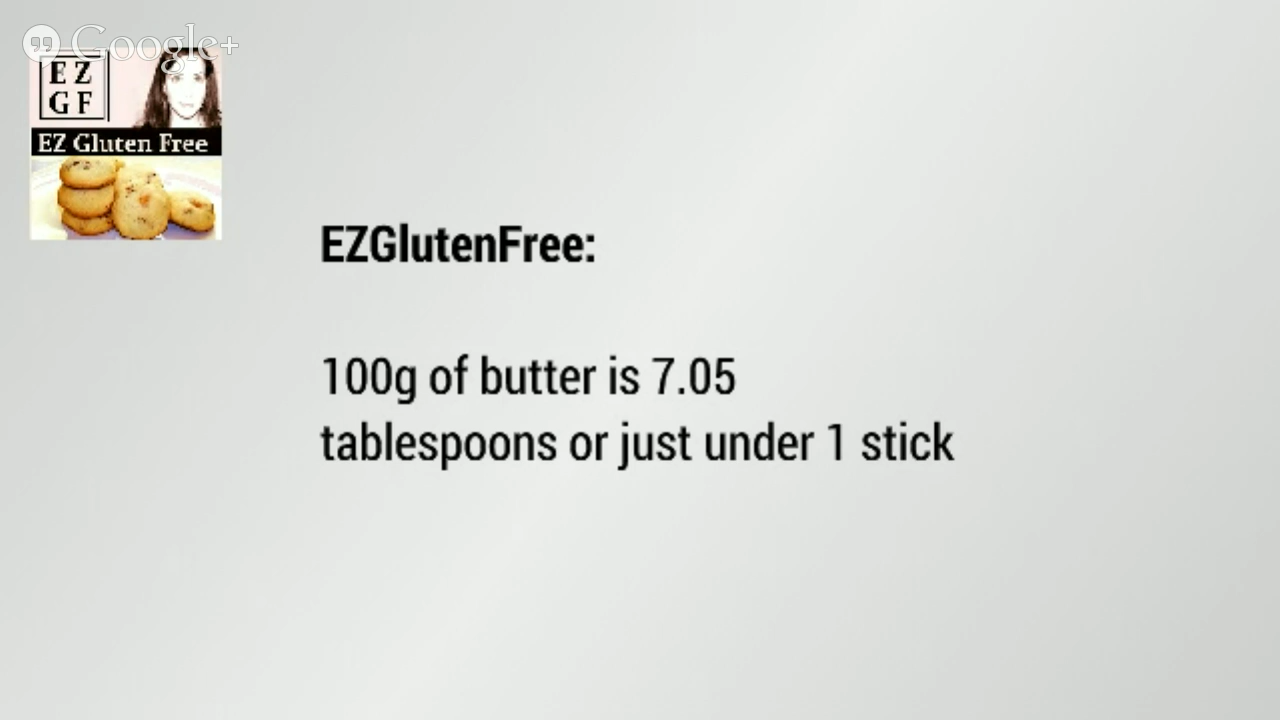 Google+
EZ
GF
EZ Gluten Free
EZGlutenFree:
100g of butter is 7.05
tablespoons or just under 1 stick